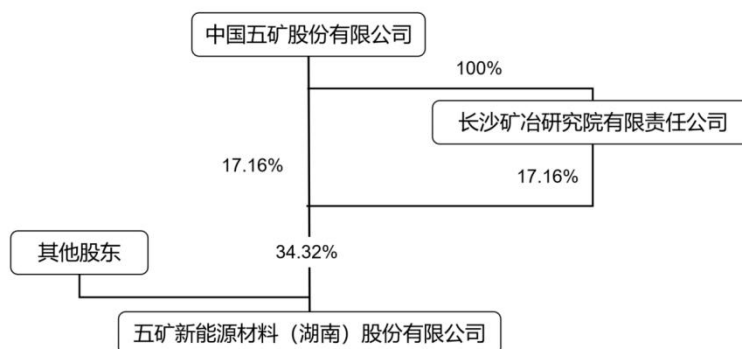 中国五矿股份有限公司
100%
长沙矿冶研究院有限责任公司
17.16%
17.16%
其他股东
34.32%
五矿新能源材料（湖南）股份有限公司